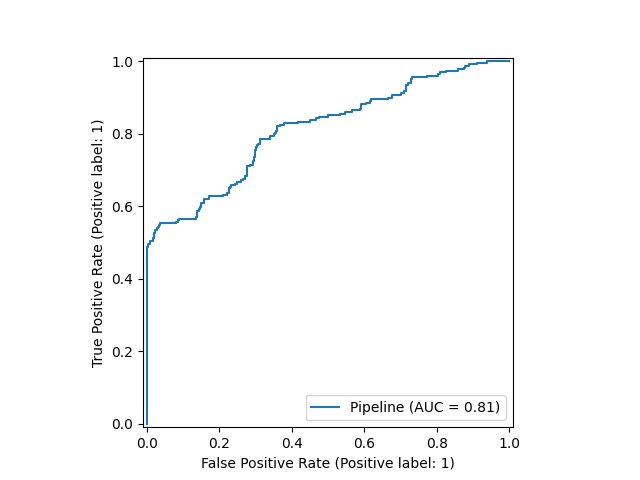 1.0
0.8
0.6
0.4
0.2
0.0
True Positive Rate (Positive label: 1)
Pipeline (AUC = 0.81)
0.0 0.2 0.4 0.6 0.8 1.0
False Positive Rate (Positive label: 1)